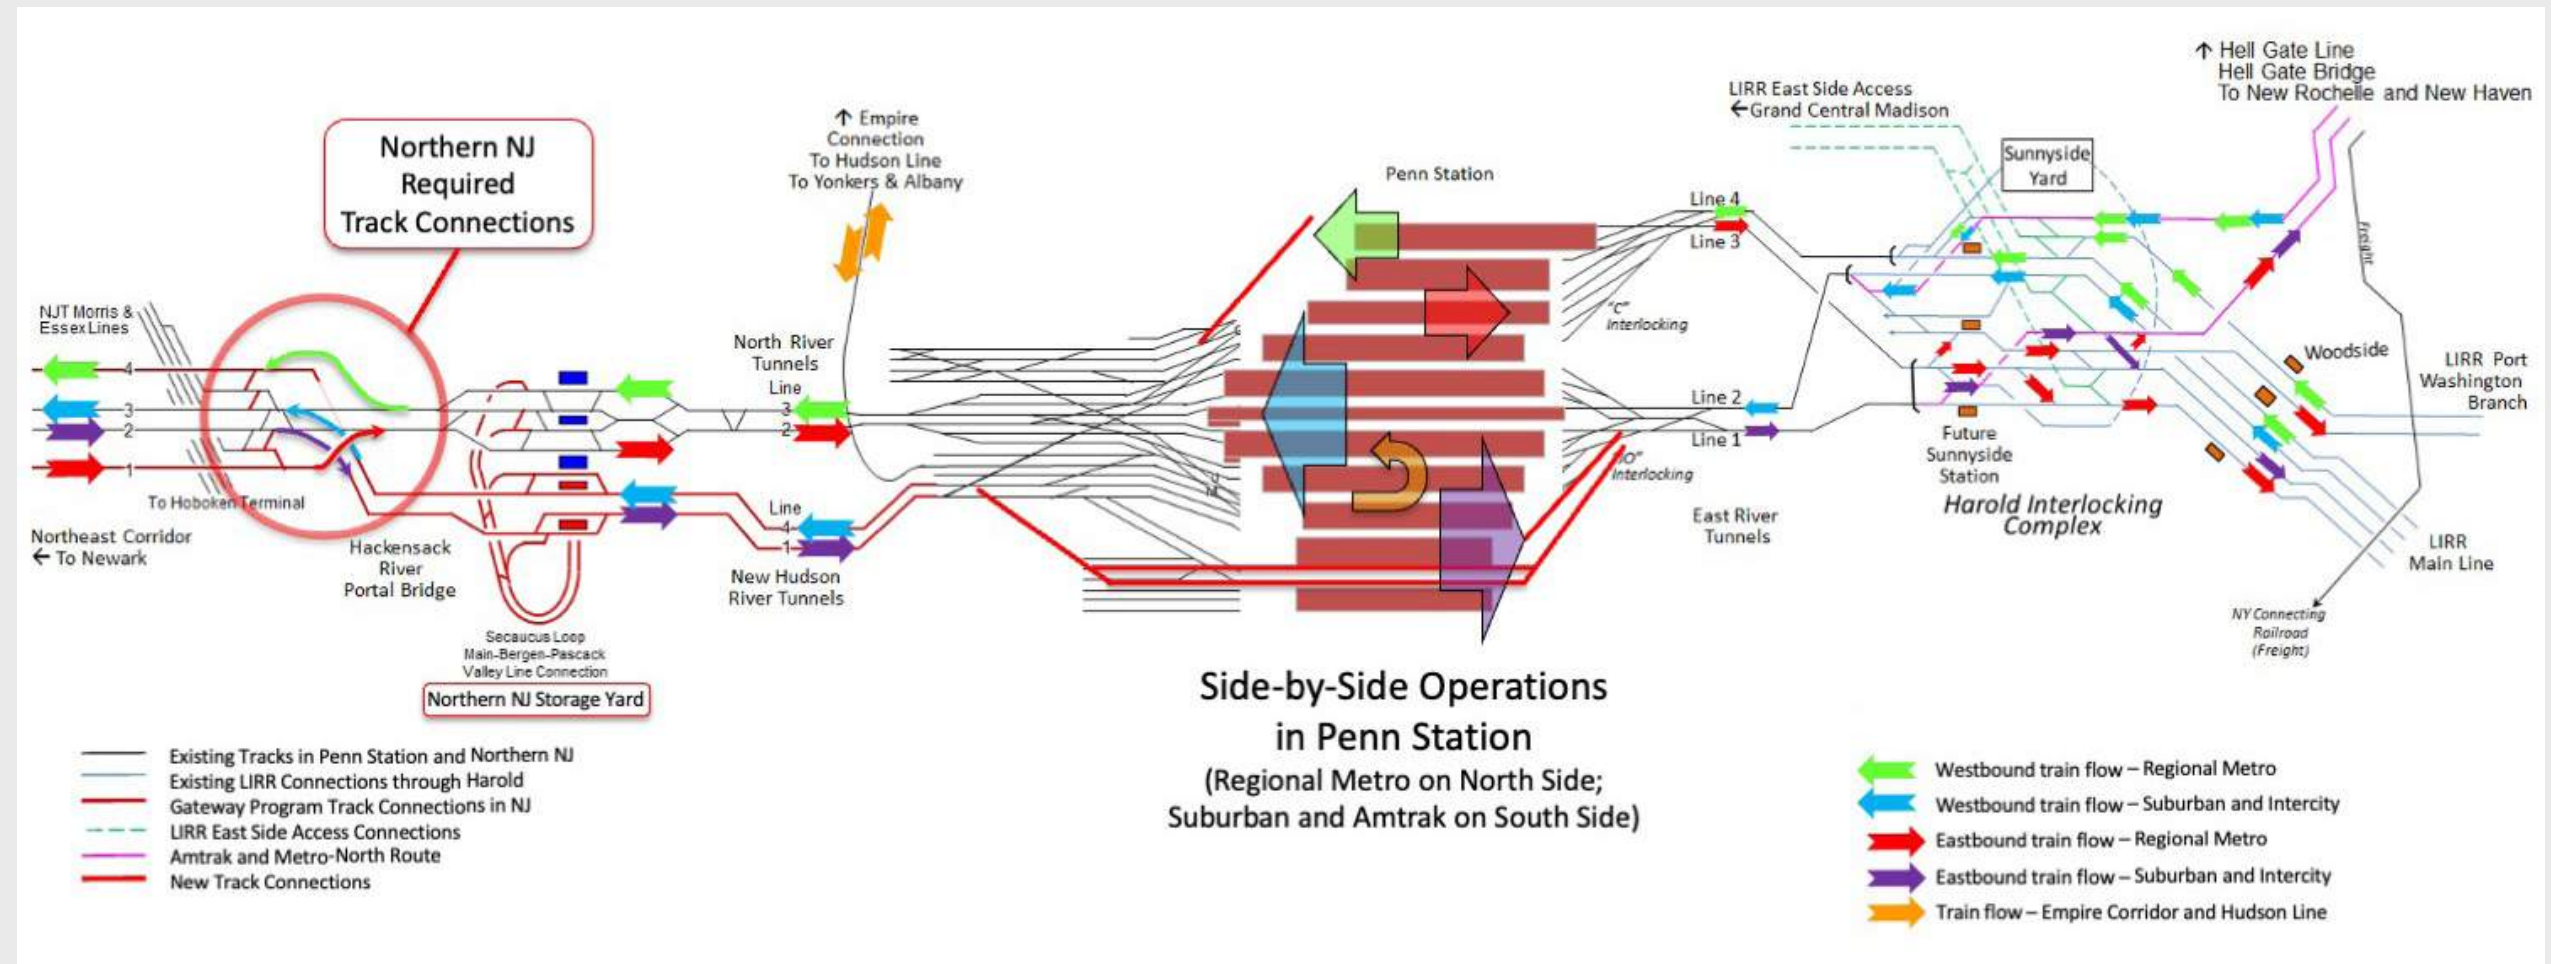 ↑ Hell Gate Line
Hell Gate Bridge
To New Rochelle and New Haven
LIRR East Side Access
←Grand Central Madison
Sunnyside
Yard
↑ Empire
Connection
To Hudson Line
To Yonkers & Albany
Northern NJ
Required
Track Connections
Penn Station
Line 4
Line 3
Freight
NJT Morris &
Essex Lines
"C"
Interlocking
North River
Tunnels
Line
3
2
4
3
2
1
Woodside
LIRR Port
Washington
Branch
Line 2
Line 1
"O"
Interlocking
Future
Sunnyside
Station
Harold Interlocking
Complex
To Hoboken Terminal
Line
4
1
East River
Tunnels
Northeast Corridor
← To Newark
Hackensack
River
Portal Bridge
New Hudson
River Tunnels
LIRR
Main Line
NY Connecting
Railroad
(Freight)
Secaucus Loop
Main-Bergen-Pascack
Valley Line Connection
Northern NJ Storage Yard
Side-by-Side Operations
in Penn Station
(Regional Metro on North Side;
Suburban and Amtrak on South Side)
Existing Tracks in Penn Station and Northern NJ
Existing LIRR Connections through Harold
Gateway Program Track Connections in NJ
LIRR East Side Access Connections
Amtrak and Metro-North Route
New Track Connections
Westbound train flow – Regional Metro
Westbound train flow – Suburban and Intercity
Eastbound train flow – Regional Metro
Eastbound train flow – Suburban and Intercity
Train flow – Empire Corridor and Hudson Line